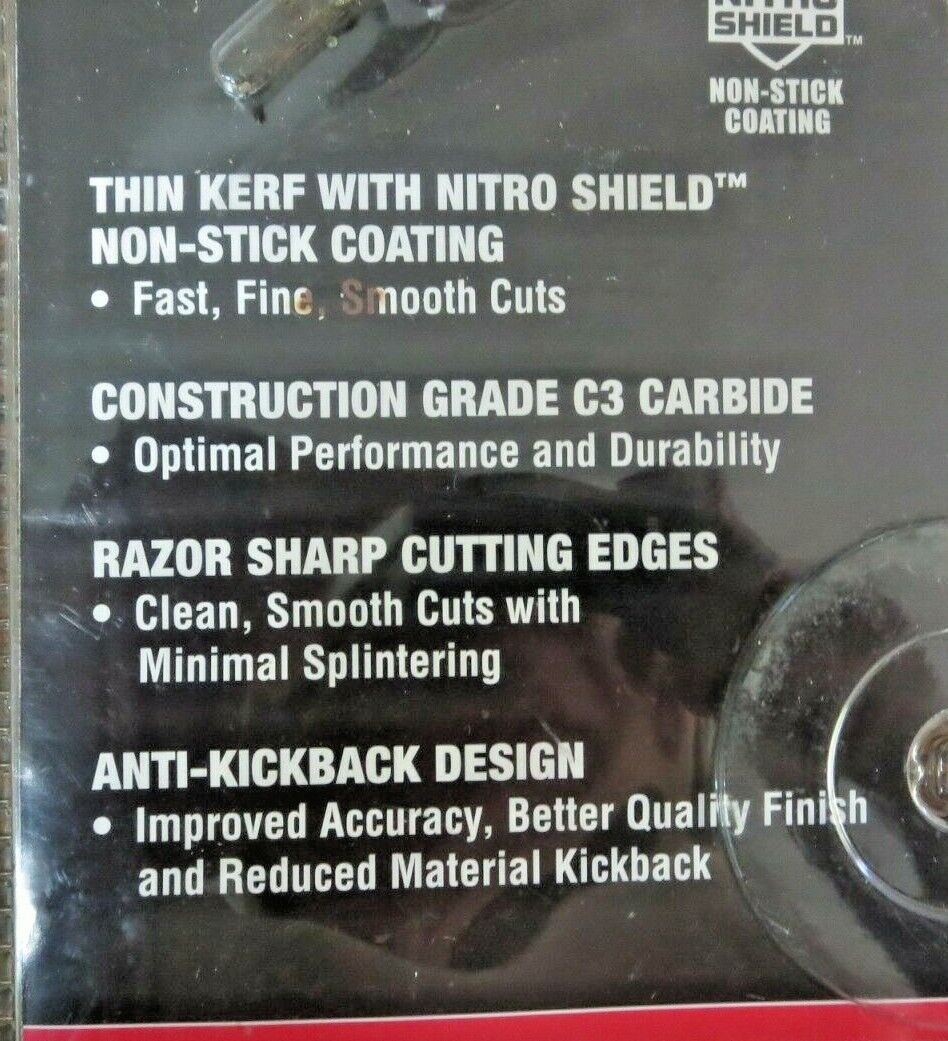 NITRO
SHIELD™
NON-STICK
COATING
THIN KERF WITH NITRO SHIELD™
NON-STICK COATING
• Fast, Fine, Smooth Cuts
CONSTRUCTION GRADE C3 CARBIDE
• Optimal Performance and Durability
RAZOR SHARP CUTTING EDGES
• Clean, Smooth Cuts with
Minimal Splintering
ANTI-KICKBACK DESIGN
• Improved Accuracy, Better Quality Finish
and Reduced Material Kickback